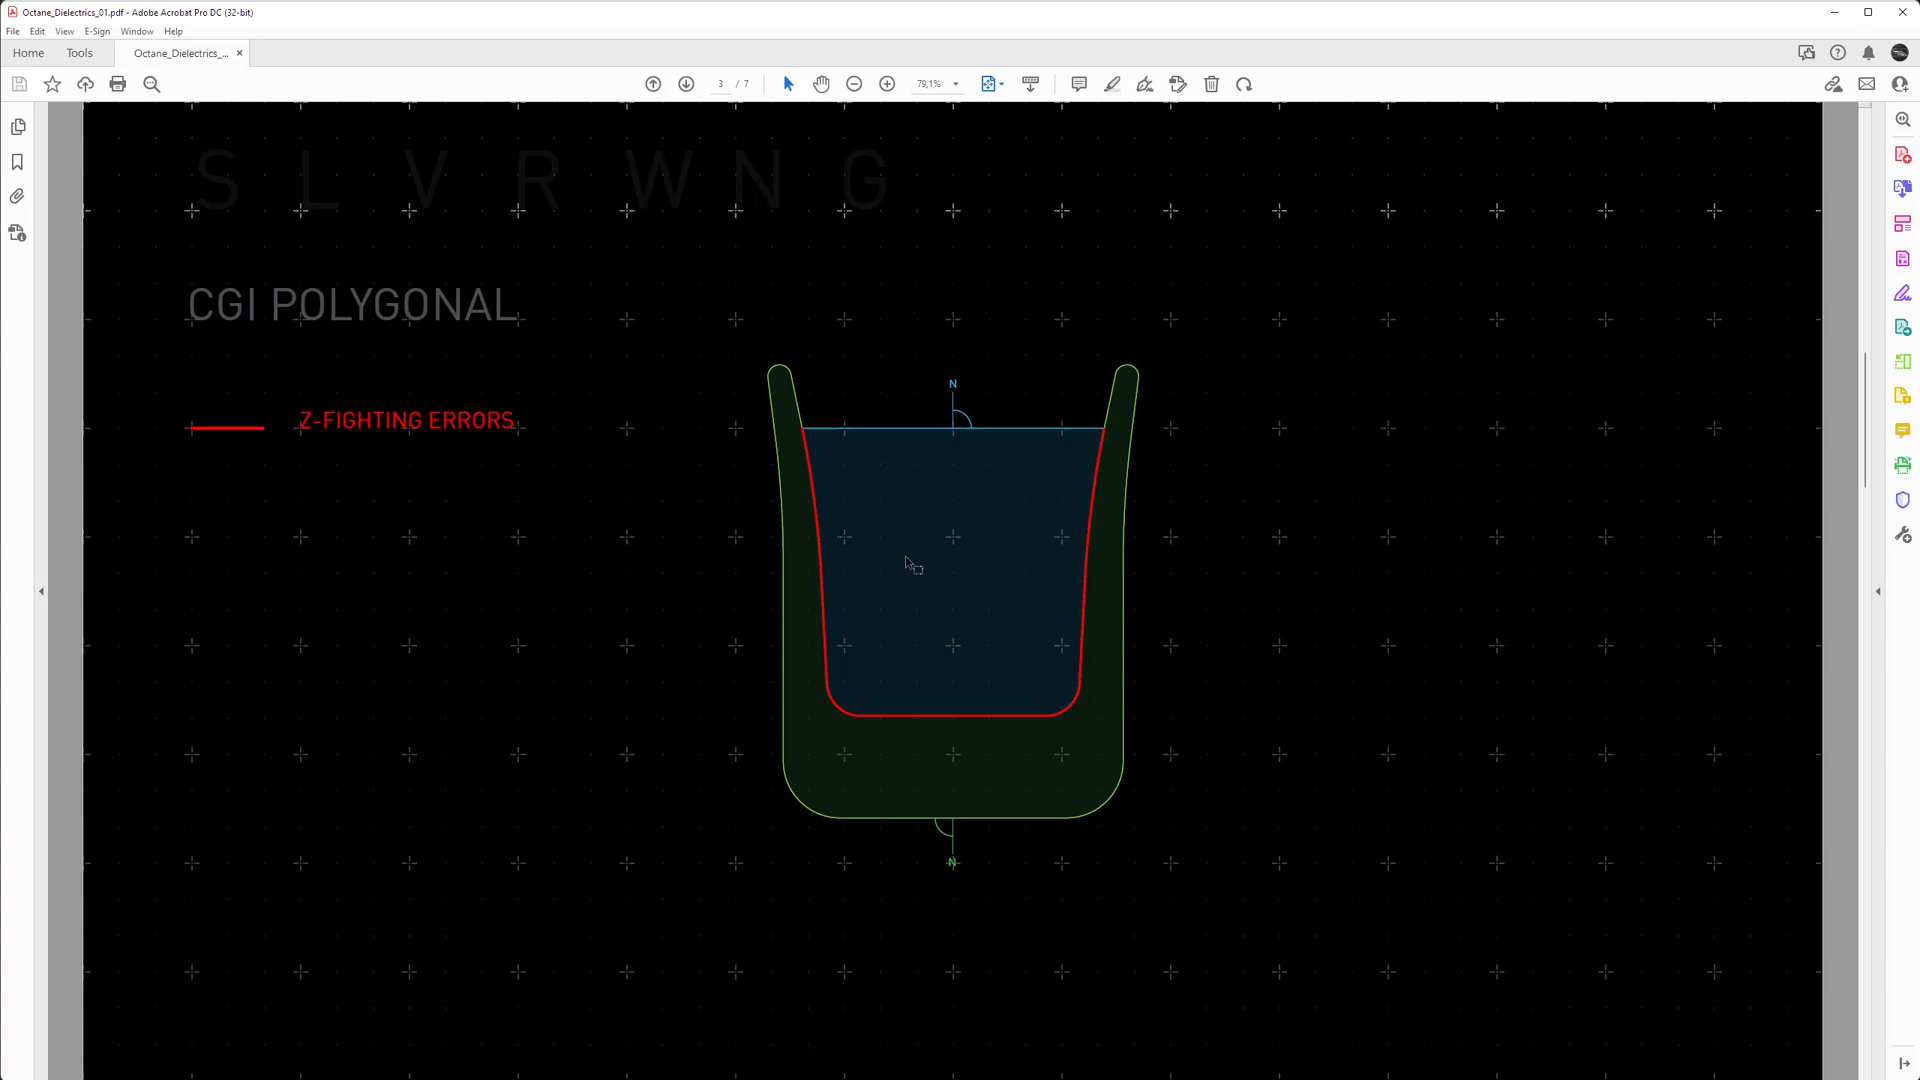 Octane_Dielectrics_01.pdf - Adobe Acrobat Pro DC (32-bit)
File Edit View E-Sign Window Help
Home Tools Octane_Dielectrics_... ×
3 / 7 79,1%
S L V R W N G
CGI POLYGONAL
Z-FIGHTING ERRORS
N
N